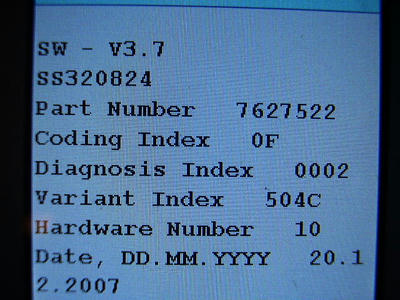 SW - V3.7
SS320824
Part Number 7627522
Coding Index 0F
Diagnosis Index 0002
Variant Index 504C
Hardware Number 10
Date, DD.MM.YYYY 20.1
2.2007